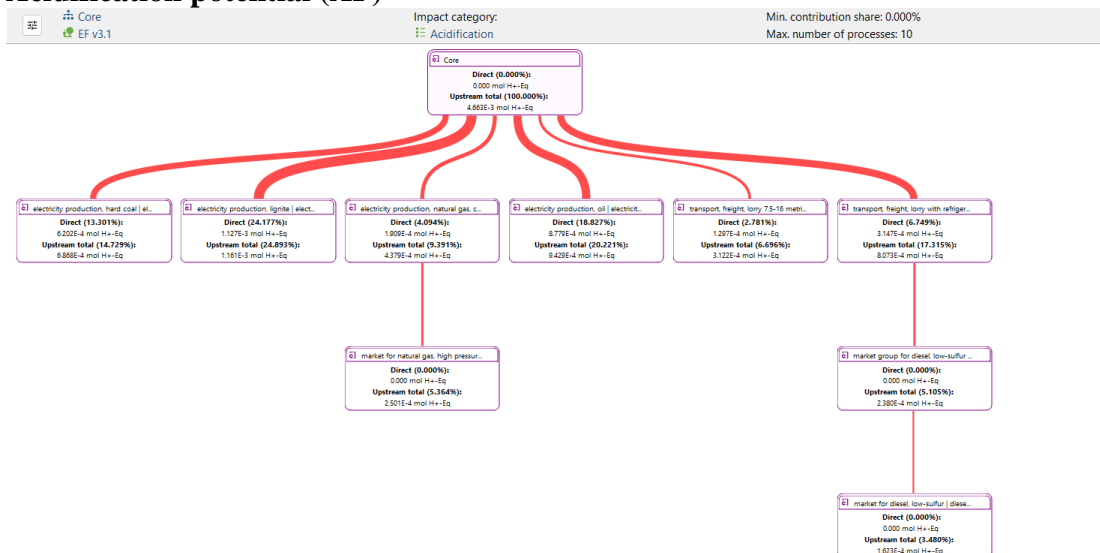 Acidification potential (AP)
Core
EF v3.1
Impact category:
Acidification
Min. contribution share: 0.000%
Max. number of processes: 10
Core
Direct (0.000%):
0.000 mol H+-Eq
Upstream total (100.000%):
4.663E-3 mol H+-Eq
electricity production, hard coal | el...
Direct (13.301%):
6.202E-4 mol H+-Eq
Upstream total (14.729%):
6.868E-4 mol H+-Eq
electricity production, lignite | elect...
Direct (24.177%):
1.127E-3 mol H+-Eq
Upstream total (24.893%):
1.161E-3 mol H+-Eq
electricity production, natural gas, c...
Direct (4.094%):
1.909E-4 mol H+-Eq
Upstream total (9.391%):
4.379E-4 mol H+-Eq
electricity production, oil | electricit...
Direct (18.827%):
8.779E-4 mol H+-Eq
Upstream total (20.221%):
9.429E-4 mol H+-Eq
transport, freight, lorry 7.5-16 metri...
Direct (2.781%):
1.297E-4 mol H+-Eq
Upstream total (6.696%):
3.122E-4 mol H+-Eq
transport, freight, lorry with refriger...
Direct (6.749%):
3.147E-4 mol H+-Eq
Upstream total (17.315%):
8.073E-4 mol H+-Eq
market for natural gas, high pressur...
Direct (0.000%):
0.000 mol H+-Eq
Upstream total (5.364%):
2.501E-4 mol H+-Eq
market group for diesel, low-sulfur ...
Direct (0.000%):
0.000 mol H+-Eq
Upstream total (5.105%):
2.380E-4 mol H+-Eq
market for diesel, low-sulfur | diese...
Direct (0.000%):
0.000 mol H+-Eq
Upstream total (3.480%):
1.623E-4 mol H+-Eq